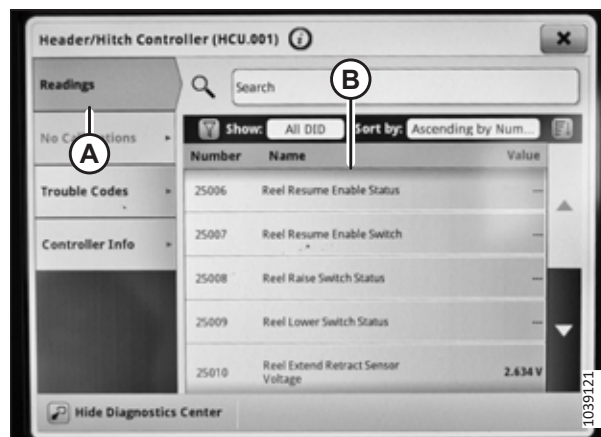 Header/Hitch Controller (HCU.001)
Readings
Search
B
No Calibrations
A
Show: All DID Sort by: Ascending by Num...
Number Name Value
25006 Reel Resume Enable Status ---
Trouble Codes
25007 Reel Resume Enable Switch ---
Controller Info
25008 Reel Raise Switch Status ---
25009 Reel Lower Switch Status ---
25010 Reel Extend Retract Sensor
Voltage 2.634 V
Hide Diagnostics Center
1039121